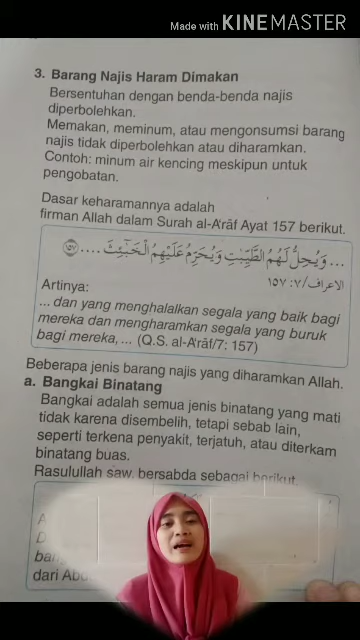 Made with KINEMASTER
3. Barang Najis Haram Dimakan
Bersentuhan dengan benda-benda najis
diperbolehkan.
Memakan, meminum, atau mengonsumsi barang
najis tidak diperbolehkan atau diharamkan.
Contoh: minum air kencing meskipun untuk
pengobatan.
Dasar keharamannya adalah
firman Allah dalam Surah al-A'rāf Ayat 157 berikut.
... وَيُحِلُّ لَهُمُ الطَّيِّبٰتِ وَيُحَرِّمُ عَلَيْهِمُ الْخَبٰۤىِٕثَ .... ١٥٧
الاعراف/٧: ١٥٧
Artinya:
... dan yang menghalalkan segala yang baik bagi
mereka dan mengharamkan segala yang buruk
bagi mereka, ... (Q.S. al-A'rāf/7: 157)
Beberapa jenis barang najis yang diharamkan Allah.
a. Bangkai Binatang
Bangkai adalah semua jenis binatang yang mati
tidak karena disembelih, tetapi sebab lain,
seperti terkena penyakit, terjatuh, atau diterkam
binatang buas.
Rasulullah saw. bersabda sebagai berikut.
dari